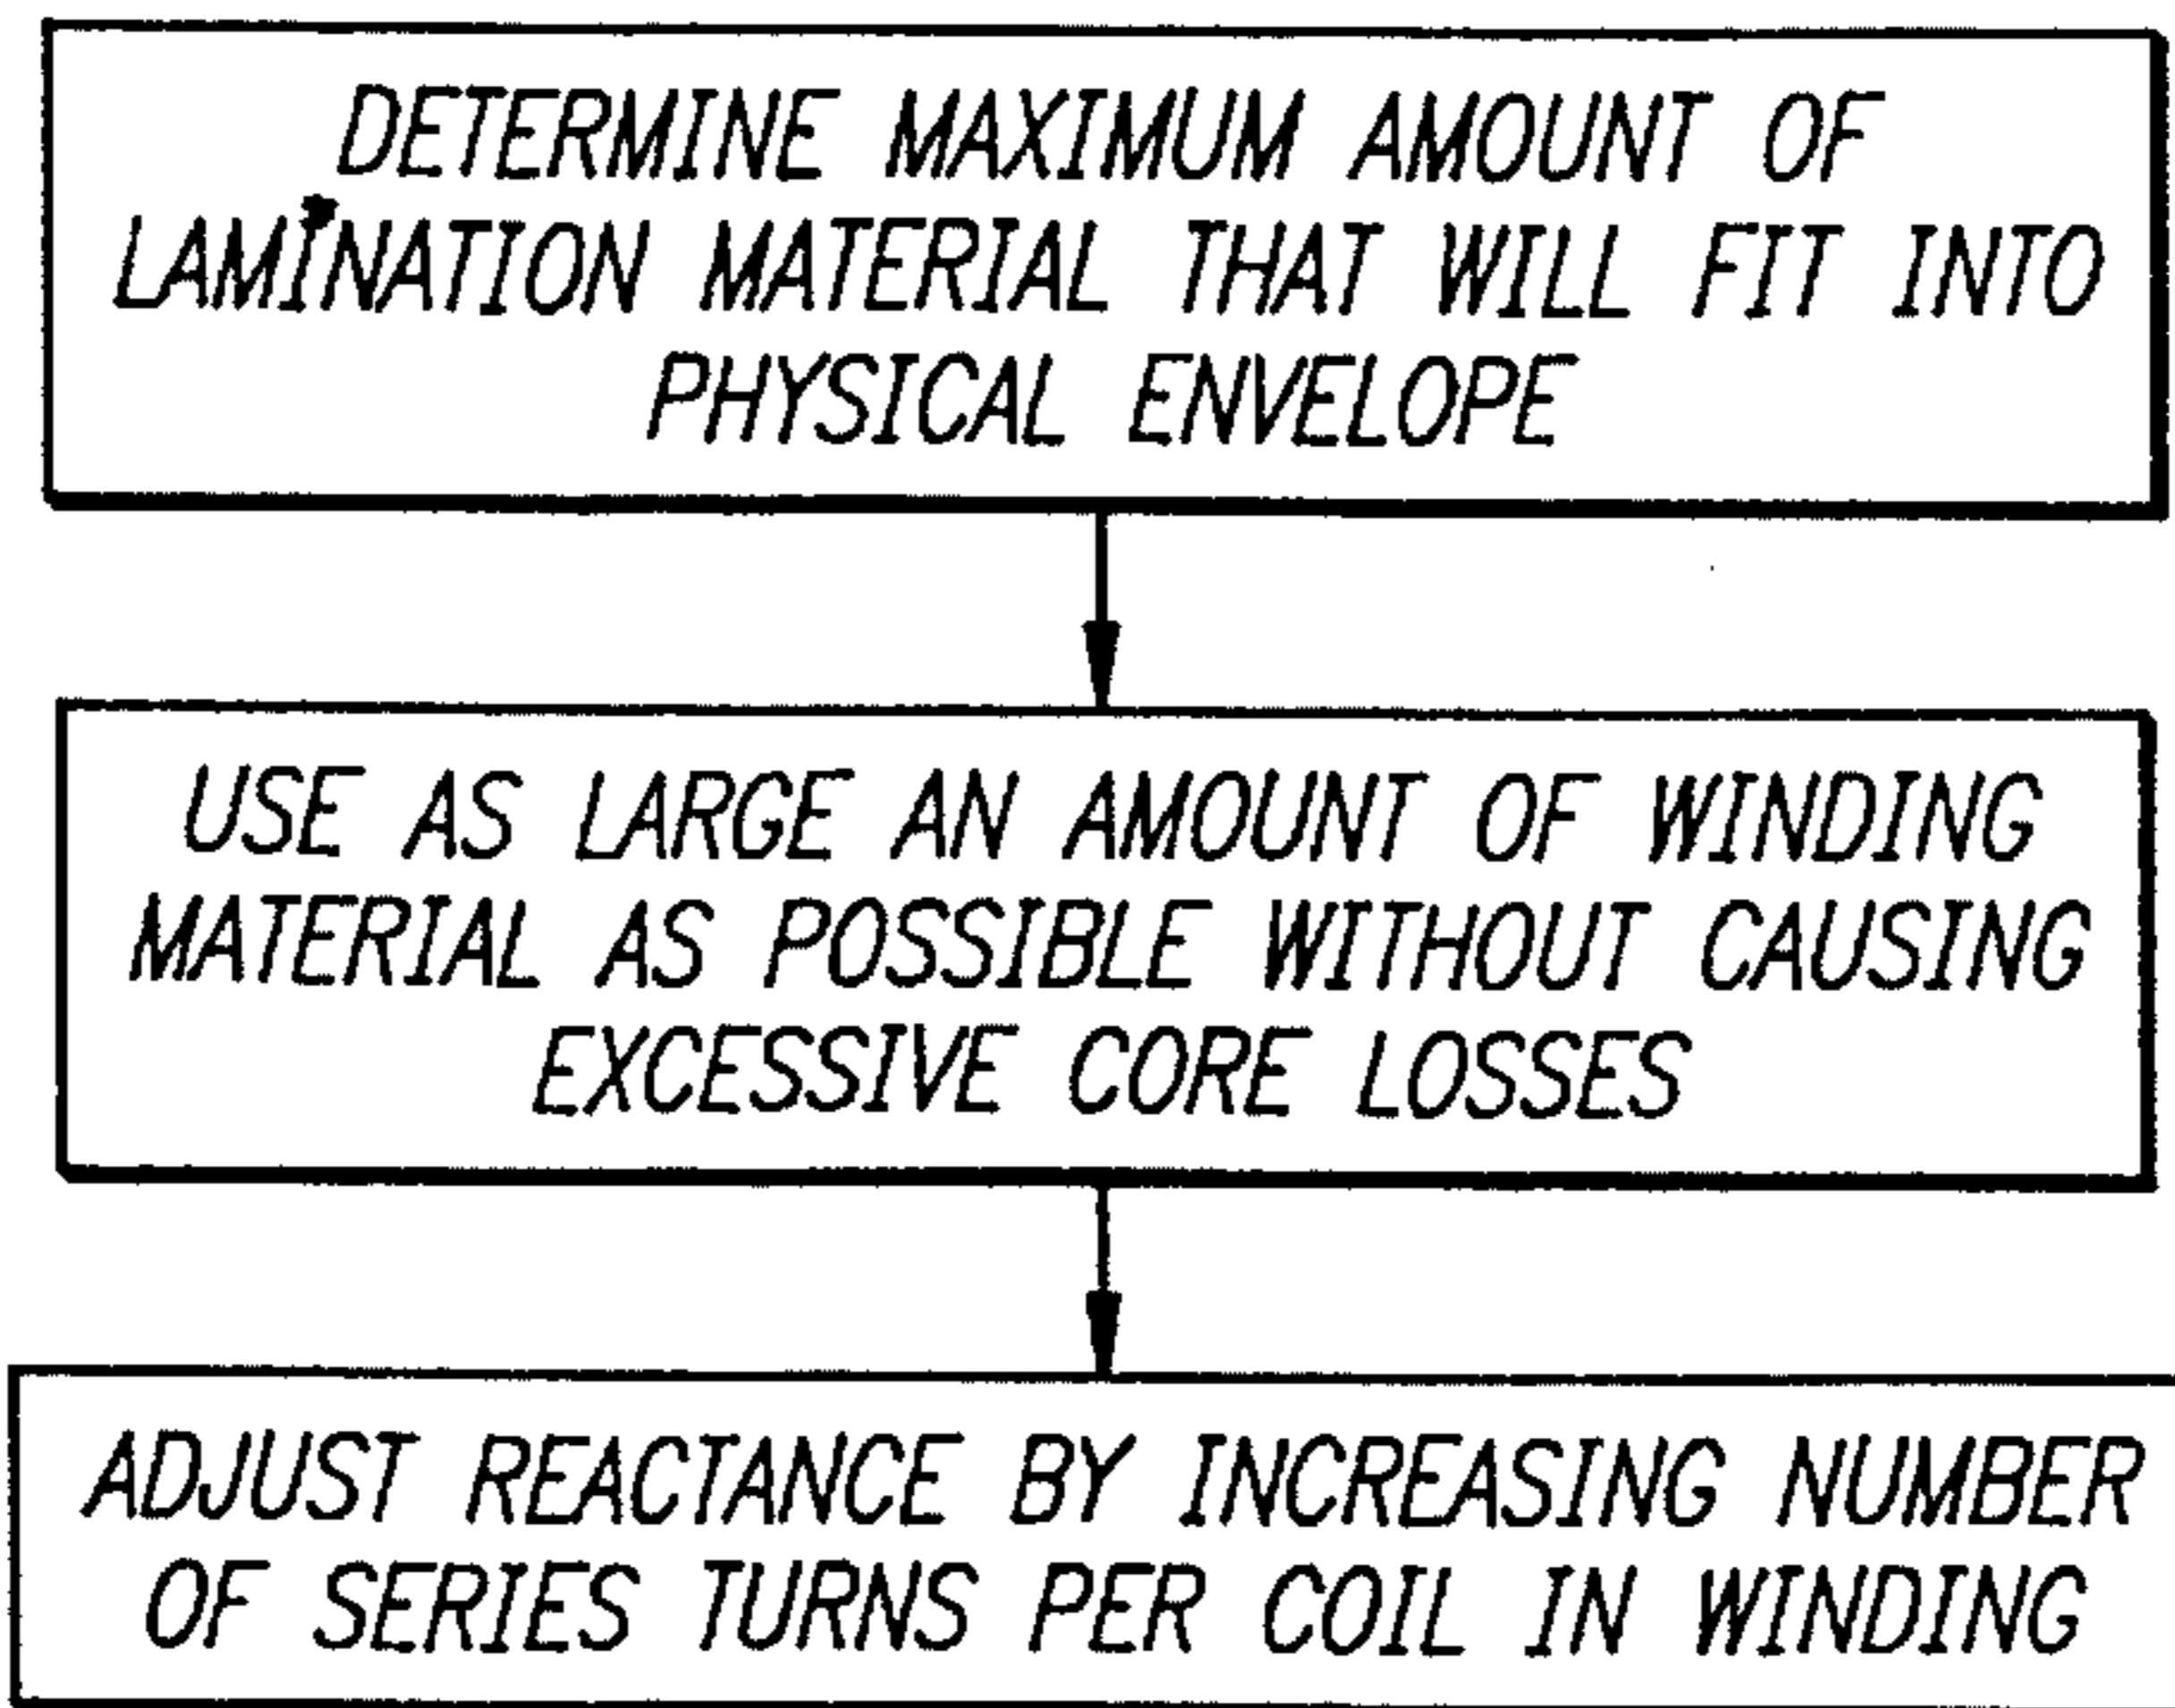 DETERMINE MAXIMUM AMOUNT OF
LAMINATION MATERIAL THAT WILL FIT INTO
PHYSICAL ENVELOPE
USE AS LARGE AN AMOUNT OF WINDING
MATERIAL AS POSSIBLE WITHOUT CAUSING
EXCESSIVE CORE LOSSES
ADJUST REACTANCE BY INCREASING NUMBER
OF SERIES TURNS PER COIL IN WINDING